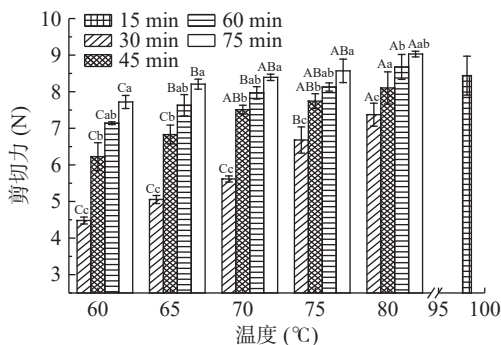 10
15 min 60 min
30 min 75 min
45 min
9
8
7
6
5
4
3
剪切力 (N)
Cc Cb Cab Ca
Cc Cb Bab Ba
Cc ABb Bab ABa
Bc ABb ABab ABa
Ac Aa Ab Aab
60 65 70 75 80 95 100
温度 (℃)